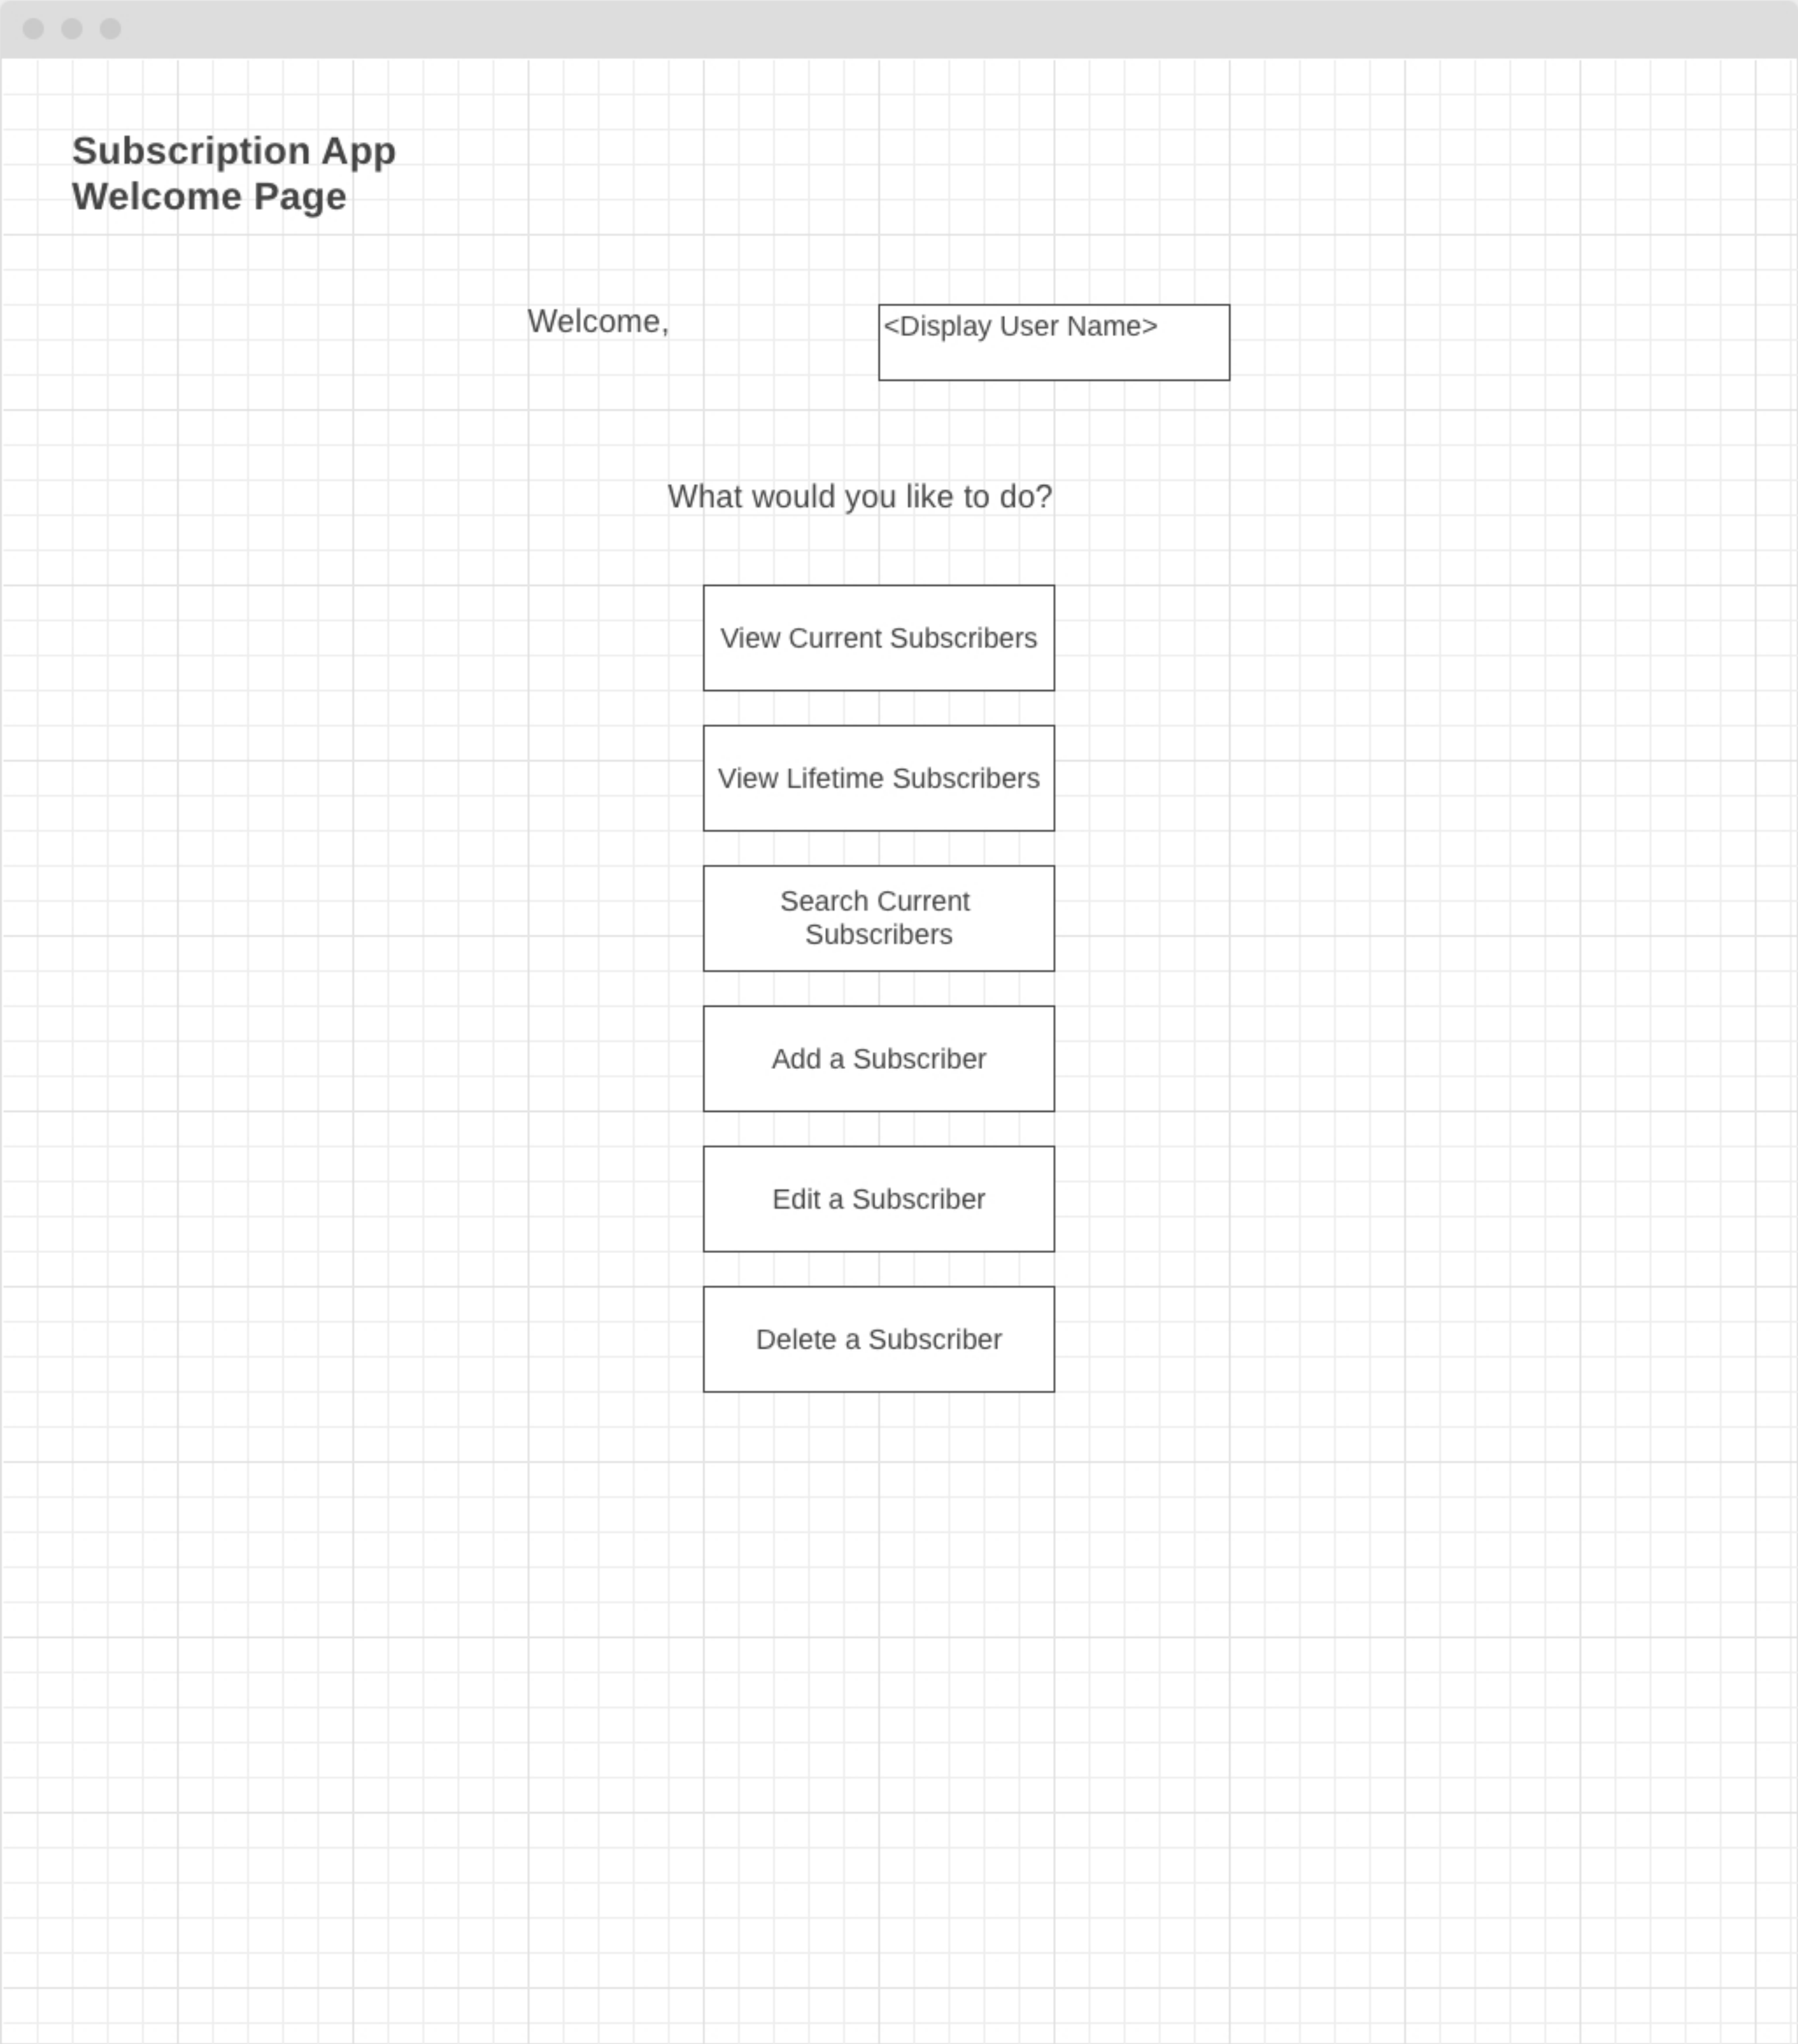 Subscription App
Welcome Page
Welcome,
<Display User Name>
What would you like to do?
View Current Subscribers
View Lifetime Subscribers
Search Current
Subscribers
Add a Subscriber
Edit a Subscriber
Delete a Subscriber